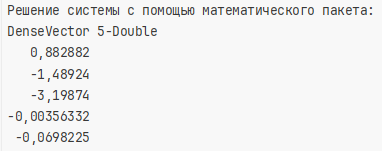 Решение системы с помощью математического пакета:
DenseVector 5-Double
0,882882
-1,48924
-3,19874
-0,00356332
-0,0698225